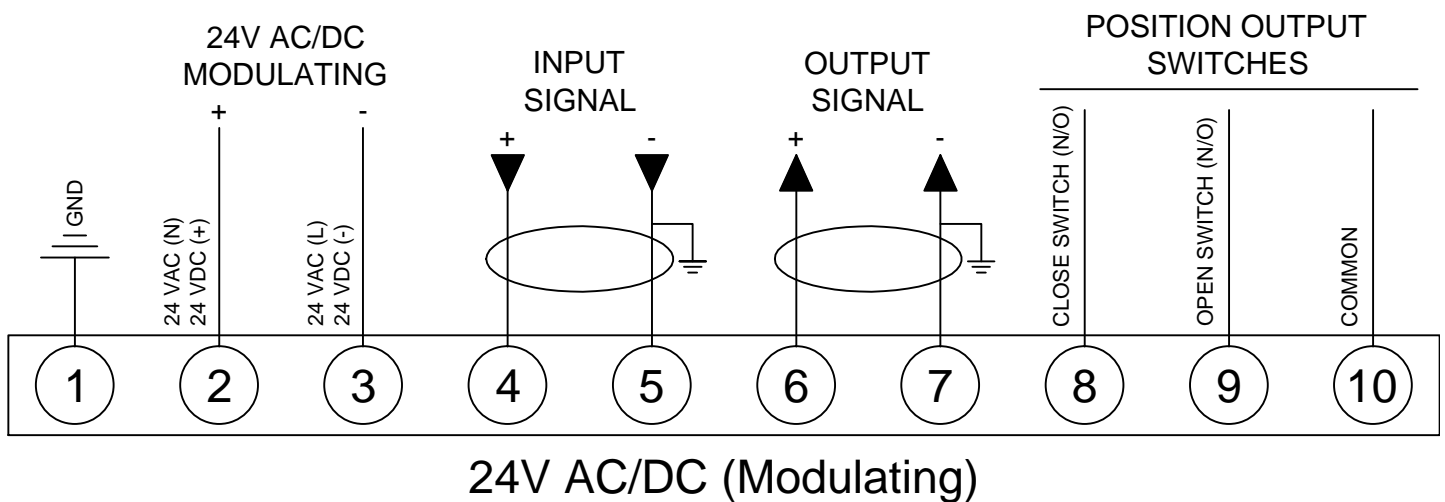 24V AC/DC
MODULATING
+ -
INPUT
SIGNAL
+ -
OUTPUT
SIGNAL
+ -
POSITION OUTPUT
SWITCHES
GND
24 VAC (N)
24 VDC (+)
24 VAC (L)
24 VDC (-)
CLOSE SWITCH (N/O)
OPEN SWITCH (N/O)
COMMON
1 2 3 4 5 6 7 8 9 10
24V AC/DC (Modulating)